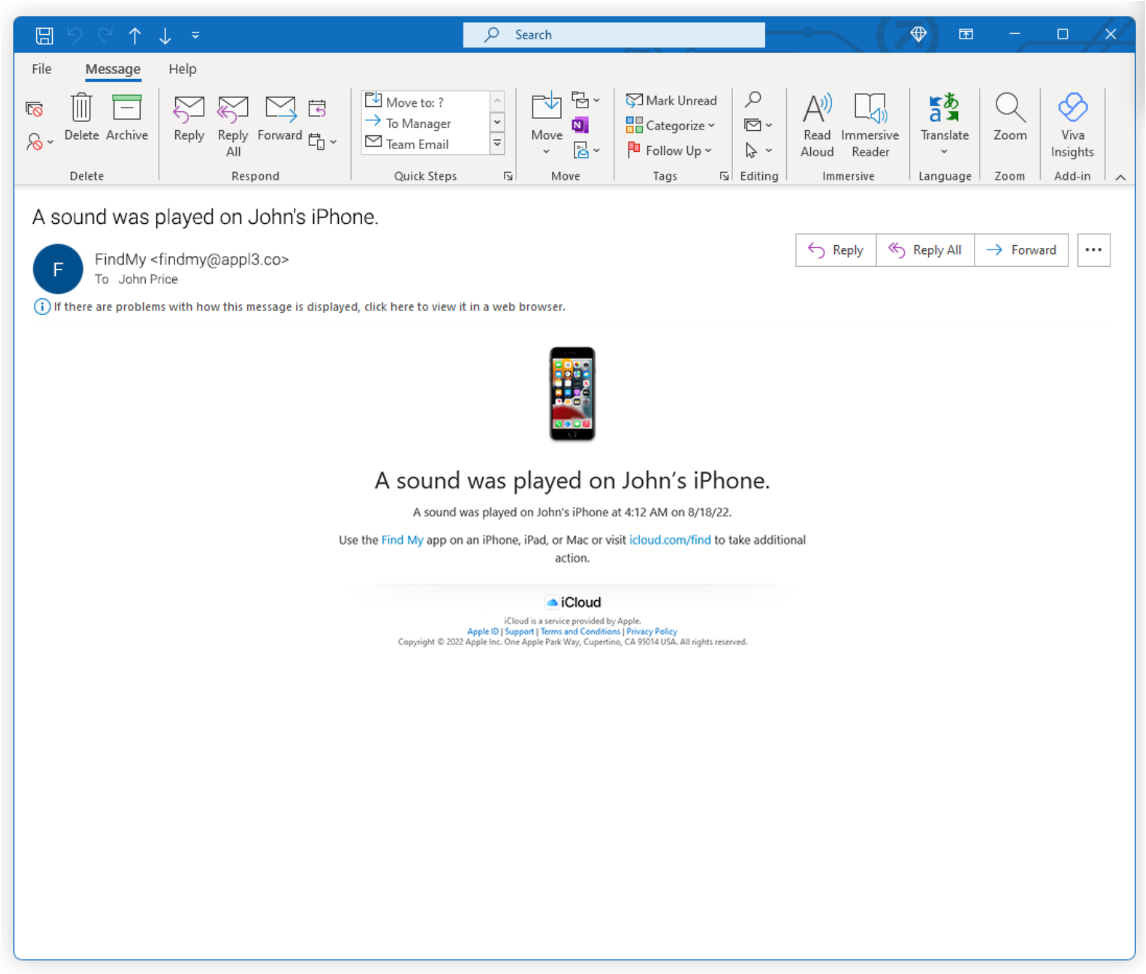 Search
File Message Help
Delete Archive
Reply Reply All Forward
Move to: ?
To Manager
Team Email
Move
Mark Unread
Categorize
Follow Up
Read Aloud Immersive Reader
Translate
Zoom
Viva Insights
Delete Respond Quick Steps Move Tags Editing Immersive Language Zoom Add-in
A sound was played on John's iPhone.
F
FindMy <findmy@appl3.co>
To John Price
Reply Reply All Forward
If there are problems with how this message is displayed, click here to view it in a web browser.
A sound was played on John's iPhone.
A sound was played on John's iPhone at 4:12 AM on 8/18/22.
Use the Find My app on an iPhone, iPad, or Mac or visit icloud.com/find to take additional
action.
iCloud
iCloud is a service provided by Apple.
Apple ID | Support | Terms and Conditions | Privacy Policy
Copyright © 2022 Apple Inc. One Apple Park Way, Cupertino, CA 95014 USA. All rights reserved.